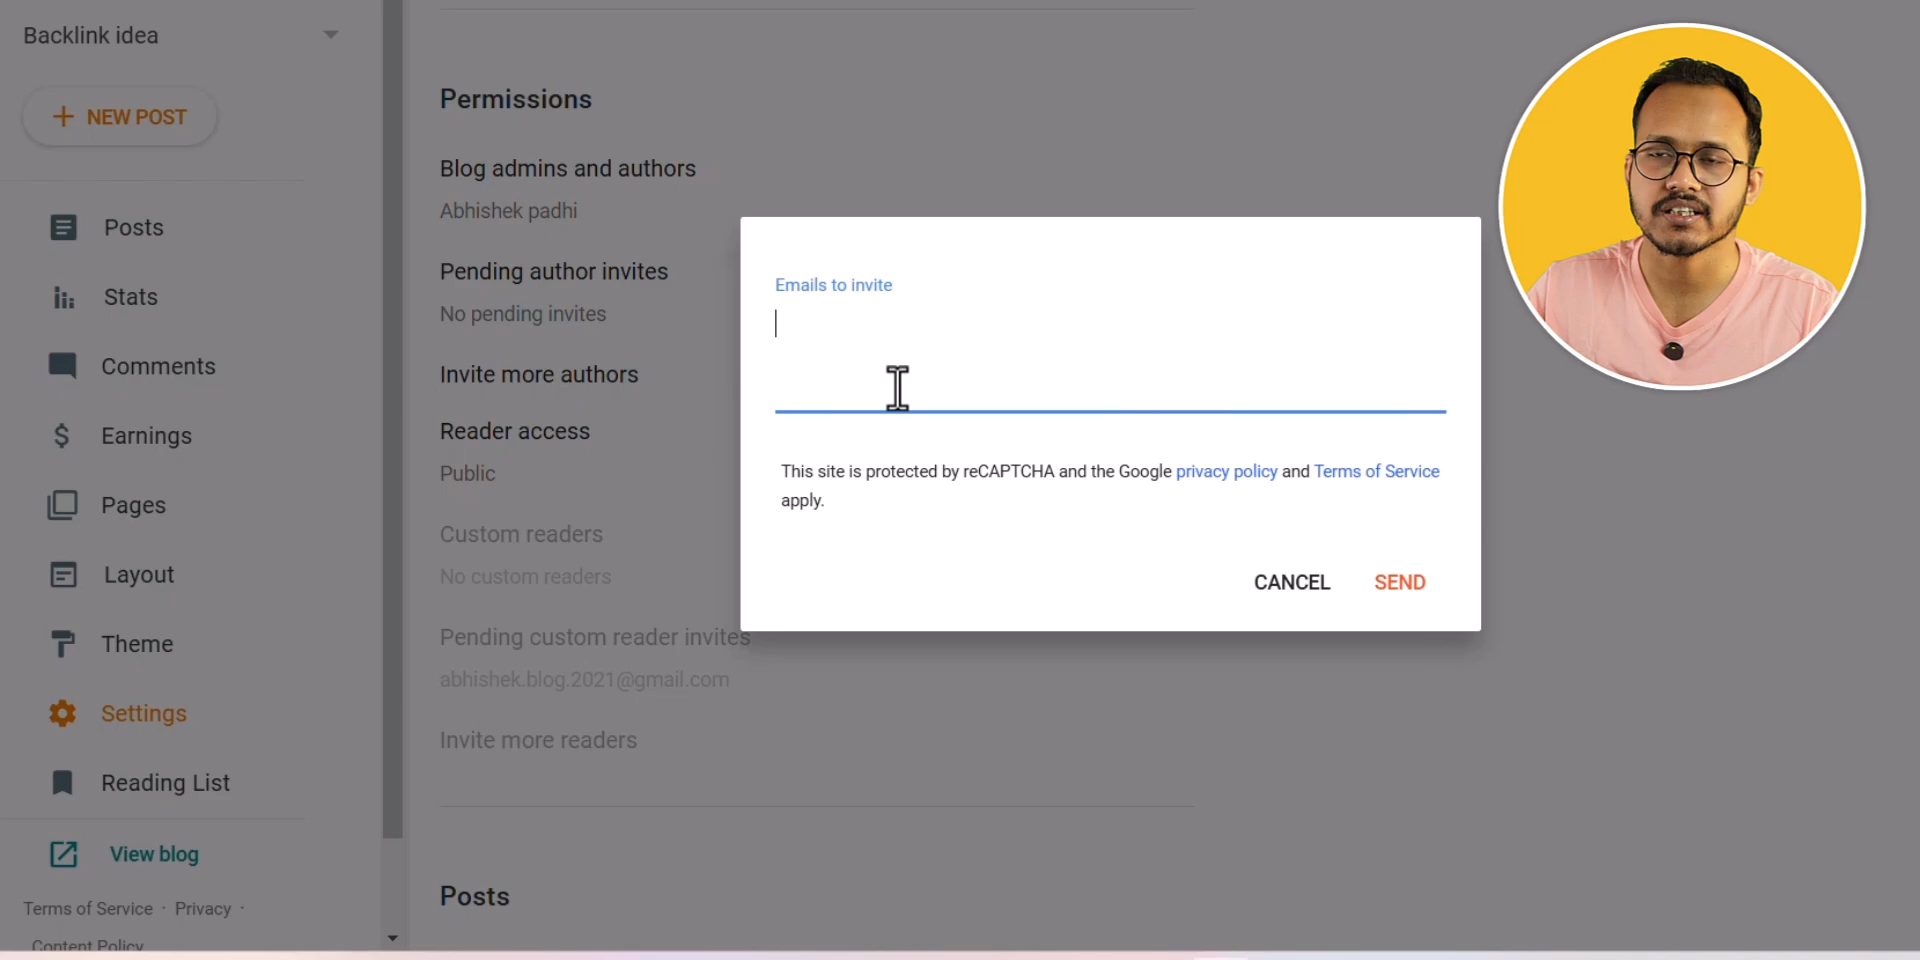 Backlink idea
NEW POST
Posts
Stats
Comments
Earnings
Pages
Layout
Theme
Settings
Reading List
View blog
Terms of Service · Privacy ·
Content Policy
Permissions
Blog admins and authors
Abhishek padhi
Pending author invites
No pending invites
Invite more authors
Reader access
Public
Custom readers
No custom readers
Pending custom reader invites
abhishek.blog.2021@gmail.com
Invite more readers
Posts
Emails to invite
This site is protected by reCAPTCHA and the Google privacy policy and Terms of Service
apply.
CANCEL SEND